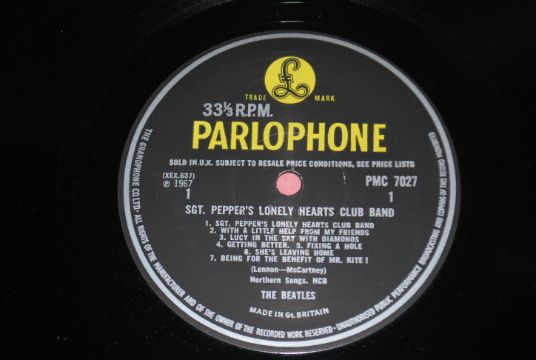 £
TRADE MARK
33⅓ R.P.M.
PARLOPHONE
SOLD IN U.K. SUBJECT TO RESALE PRICE CONDITIONS, SEE PRICE LISTS
(XEX.637)
℗ 1967
1
PMC 7027
1
SGT. PEPPER'S LONELY HEARTS CLUB BAND
1. SGT. PEPPER'S LONELY HEARTS CLUB BAND
2. WITH A LITTLE HELP FROM MY FRIENDS
3. LUCY IN THE SKY WITH DIAMONDS
4. GETTING BETTER. 5. FIXING A HOLE
6. SHE'S LEAVING HOME
7. BEING FOR THE BENEFIT OF MR. KITE !
(Lennon—McCartney)
Northern Songs. NCB
THE BEATLES
MADE IN Gt. BRITAIN
THE GRAMOPHONE CO. LTD. ALL RIGHTS OF THE MANUFACTURER AND OF THE OWNER OF THE RECORDED WORK RESERVED · UNAUTHORISED PUBLIC PERFORMANCE BROADCASTING AND COPYING OF THIS RECORD PROHIBITED